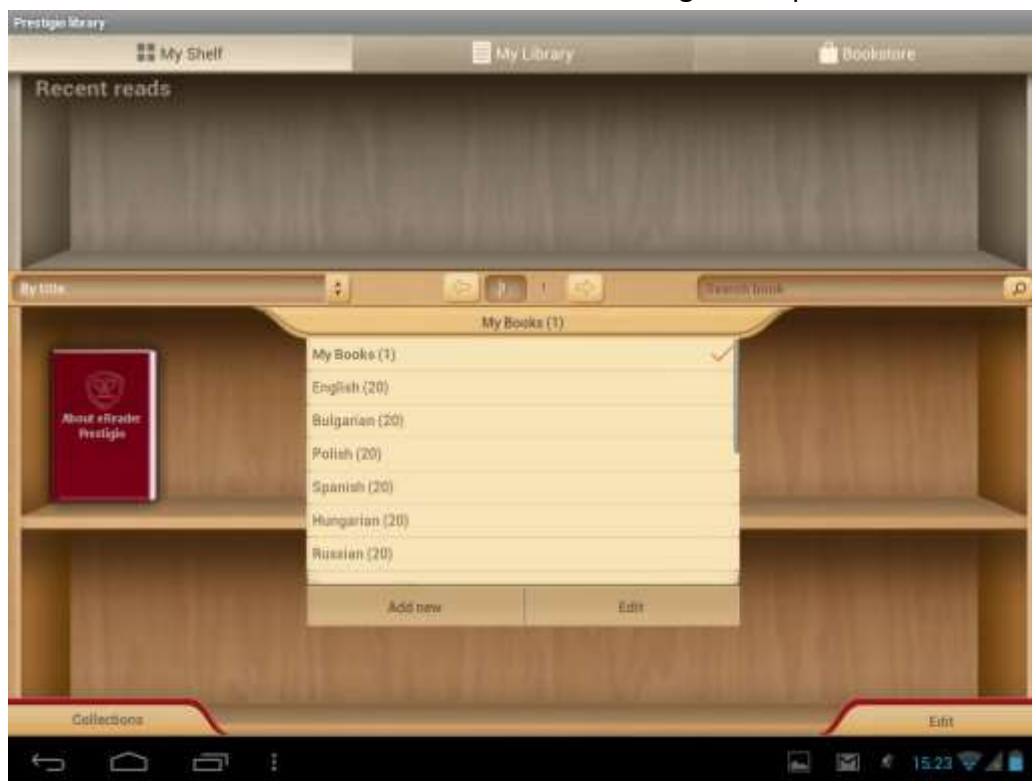 Prestigio library
My Shelf
My Library
Bookstore
Recent reads
By title
1
Search book
My Books (1)
About eReader
Prestigio
My Books (1)
English (20)
Bulgarian (20)
Polish (20)
Spanish (20)
Hungarian (20)
Russian (20)
Add new
Edit
Collections
Edit
15:23